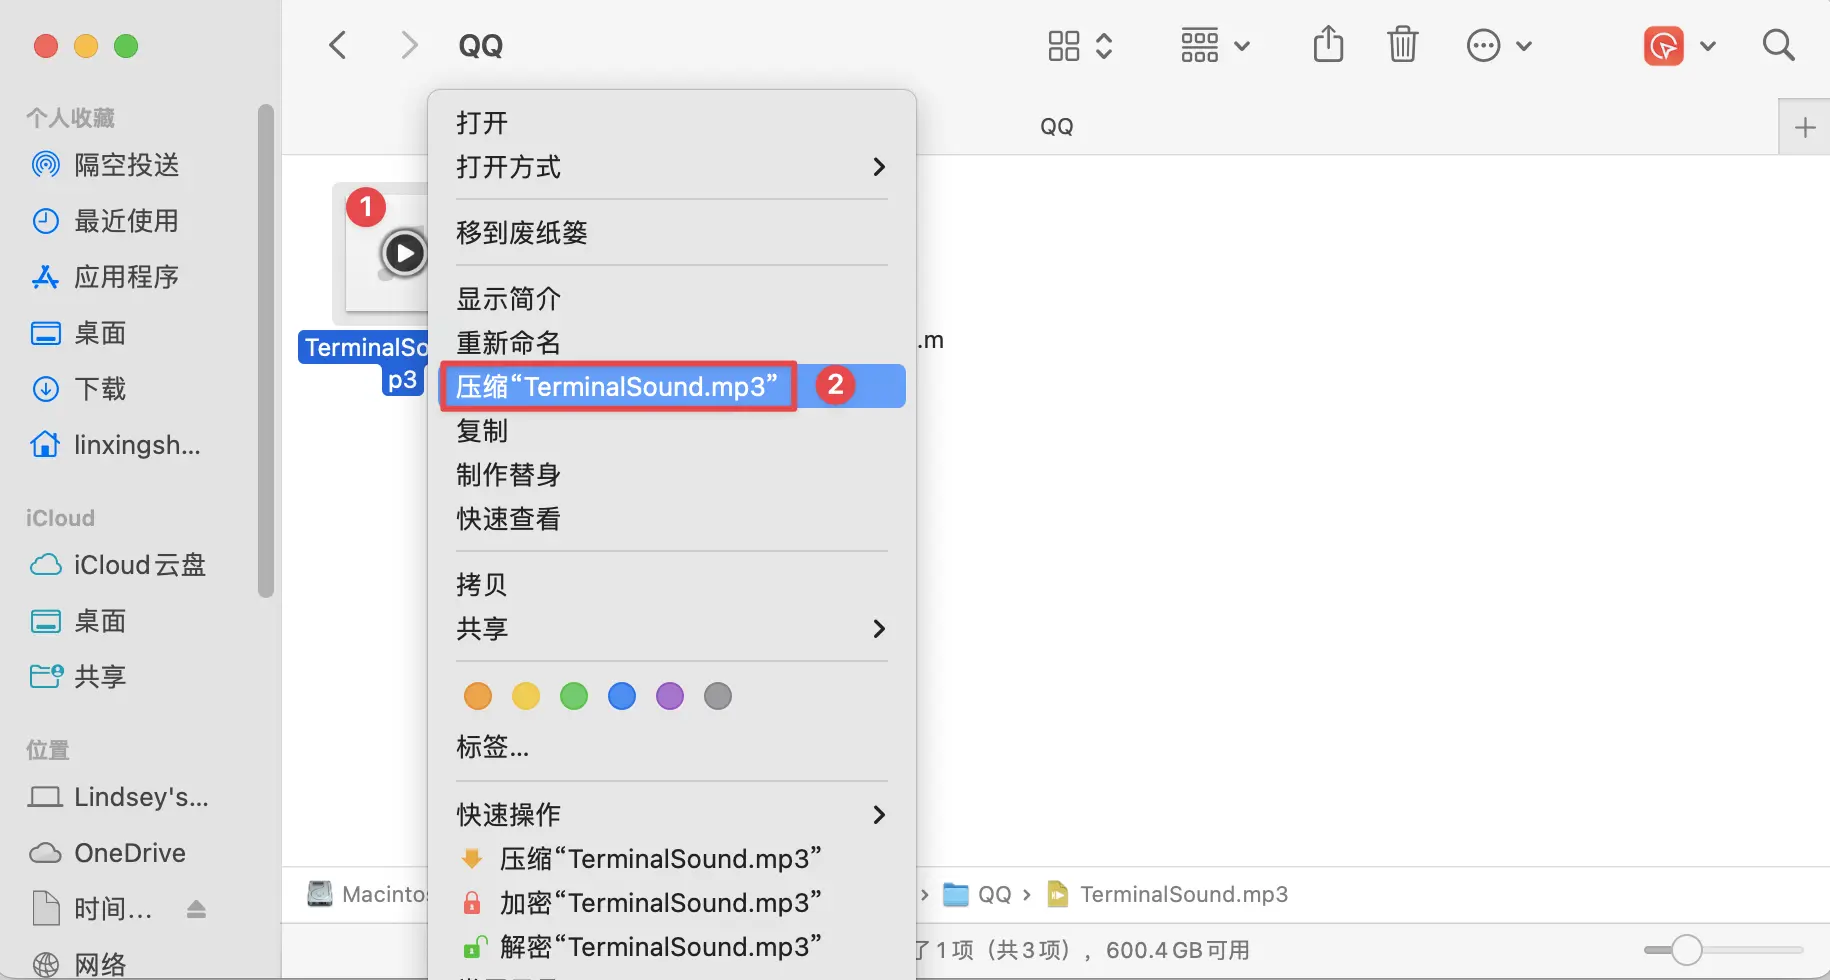 QQ
QQ
个人收藏
隔空投送
最近使用
应用程序
桌面
下载
linxingsh...
iCloud
iCloud云盘
桌面
共享
位置
Lindsey's...
OneDrive
时间...
网络
1
TerminalSo
p3
.m
打开
打开方式
移到废纸篓
显示简介
重新命名
压缩“TerminalSound.mp3” 2
复制
制作替身
快速查看
拷贝
共享
标签...
快速操作
压缩“TerminalSound.mp3”
加密“TerminalSound.mp3”
解密“TerminalSound.mp3”
Macintos › QQ › TerminalSound.mp3
了1项（共3项），600.4GB可用